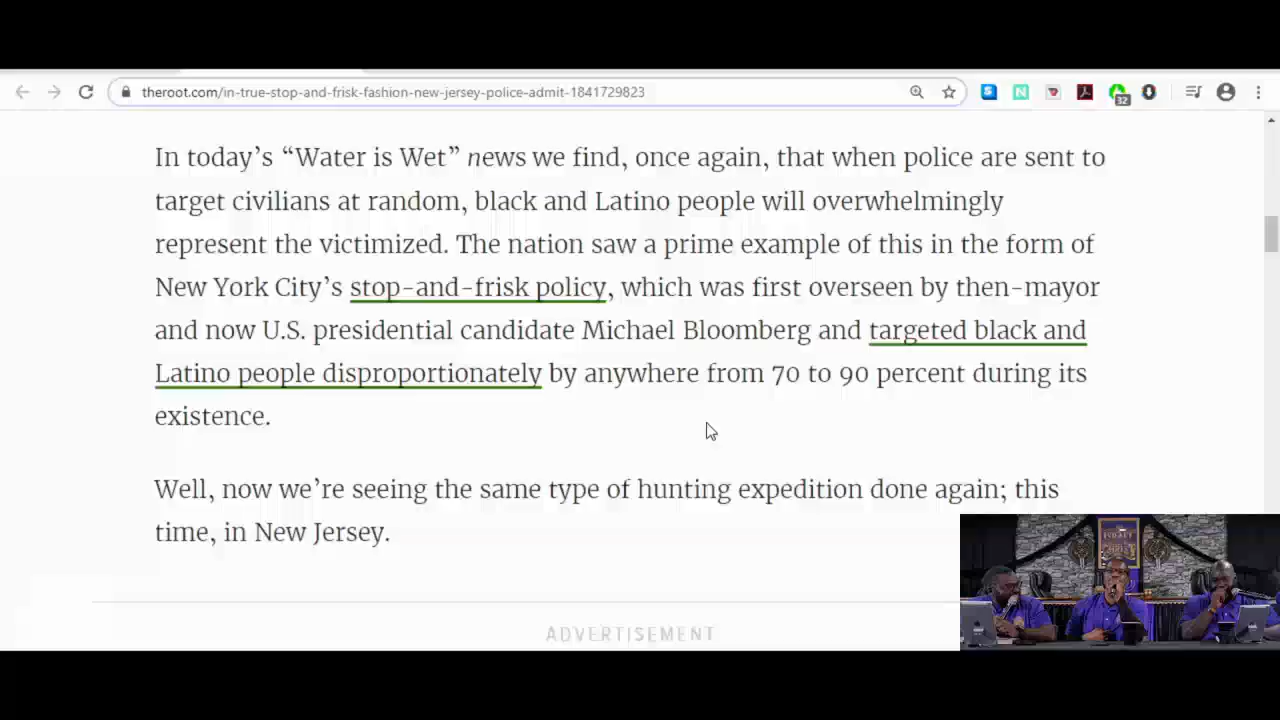 theroot.com/in-true-stop-and-frisk-fashion-new-jersey-police-admit-1841729823
32
In today's “Water is Wet” news we find, once again, that when police are sent to
target civilians at random, black and Latino people will overwhelmingly
represent the victimized. The nation saw a prime example of this in the form of
New York City's stop-and-frisk policy, which was first overseen by then-mayor
and now U.S. presidential candidate Michael Bloomberg and targeted black and
Latino people disproportionately by anywhere from 70 to 90 percent during its
existence.
Well, now we're seeing the same type of hunting expedition done again; this
time, in New Jersey.
ADVERTISEMENT